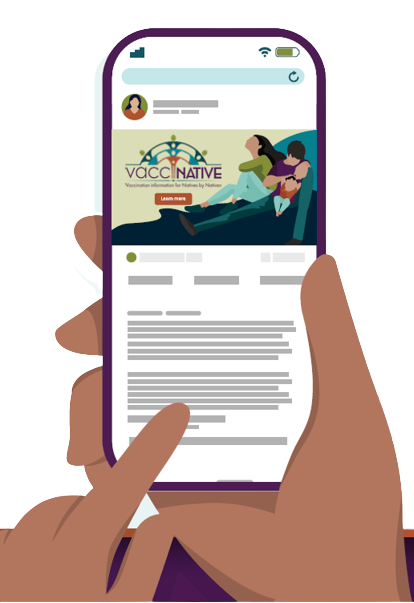 VACCINATIVE
Vaccination information for Natives by Natives
Learn more